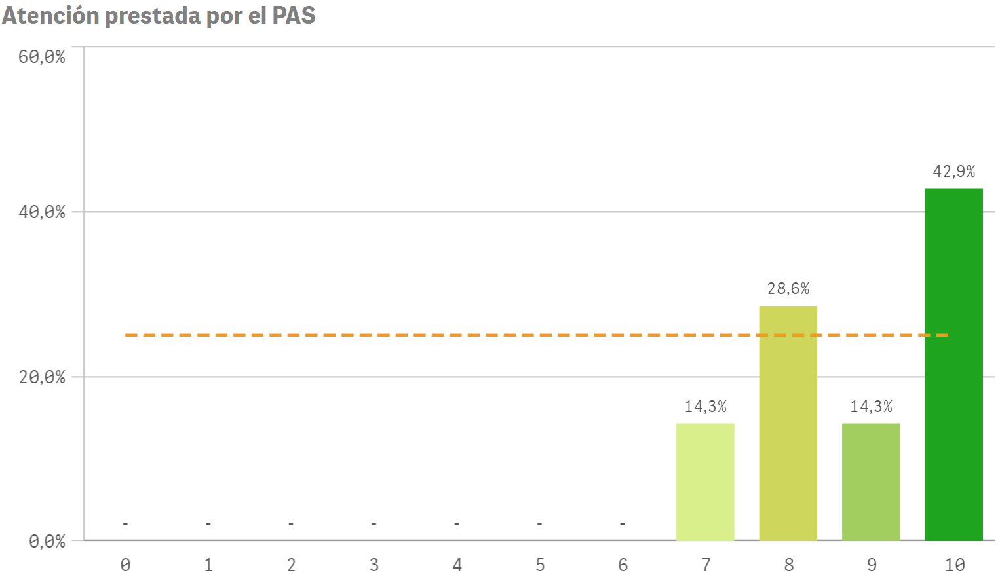 Atención prestada por el PAS
60,0%
42,9%
40,0%
28,6%
20,0%
14,3% 14,3%
- - - - - - -
0,0%
0 1 2 3 4 5 6 7 8 9 10